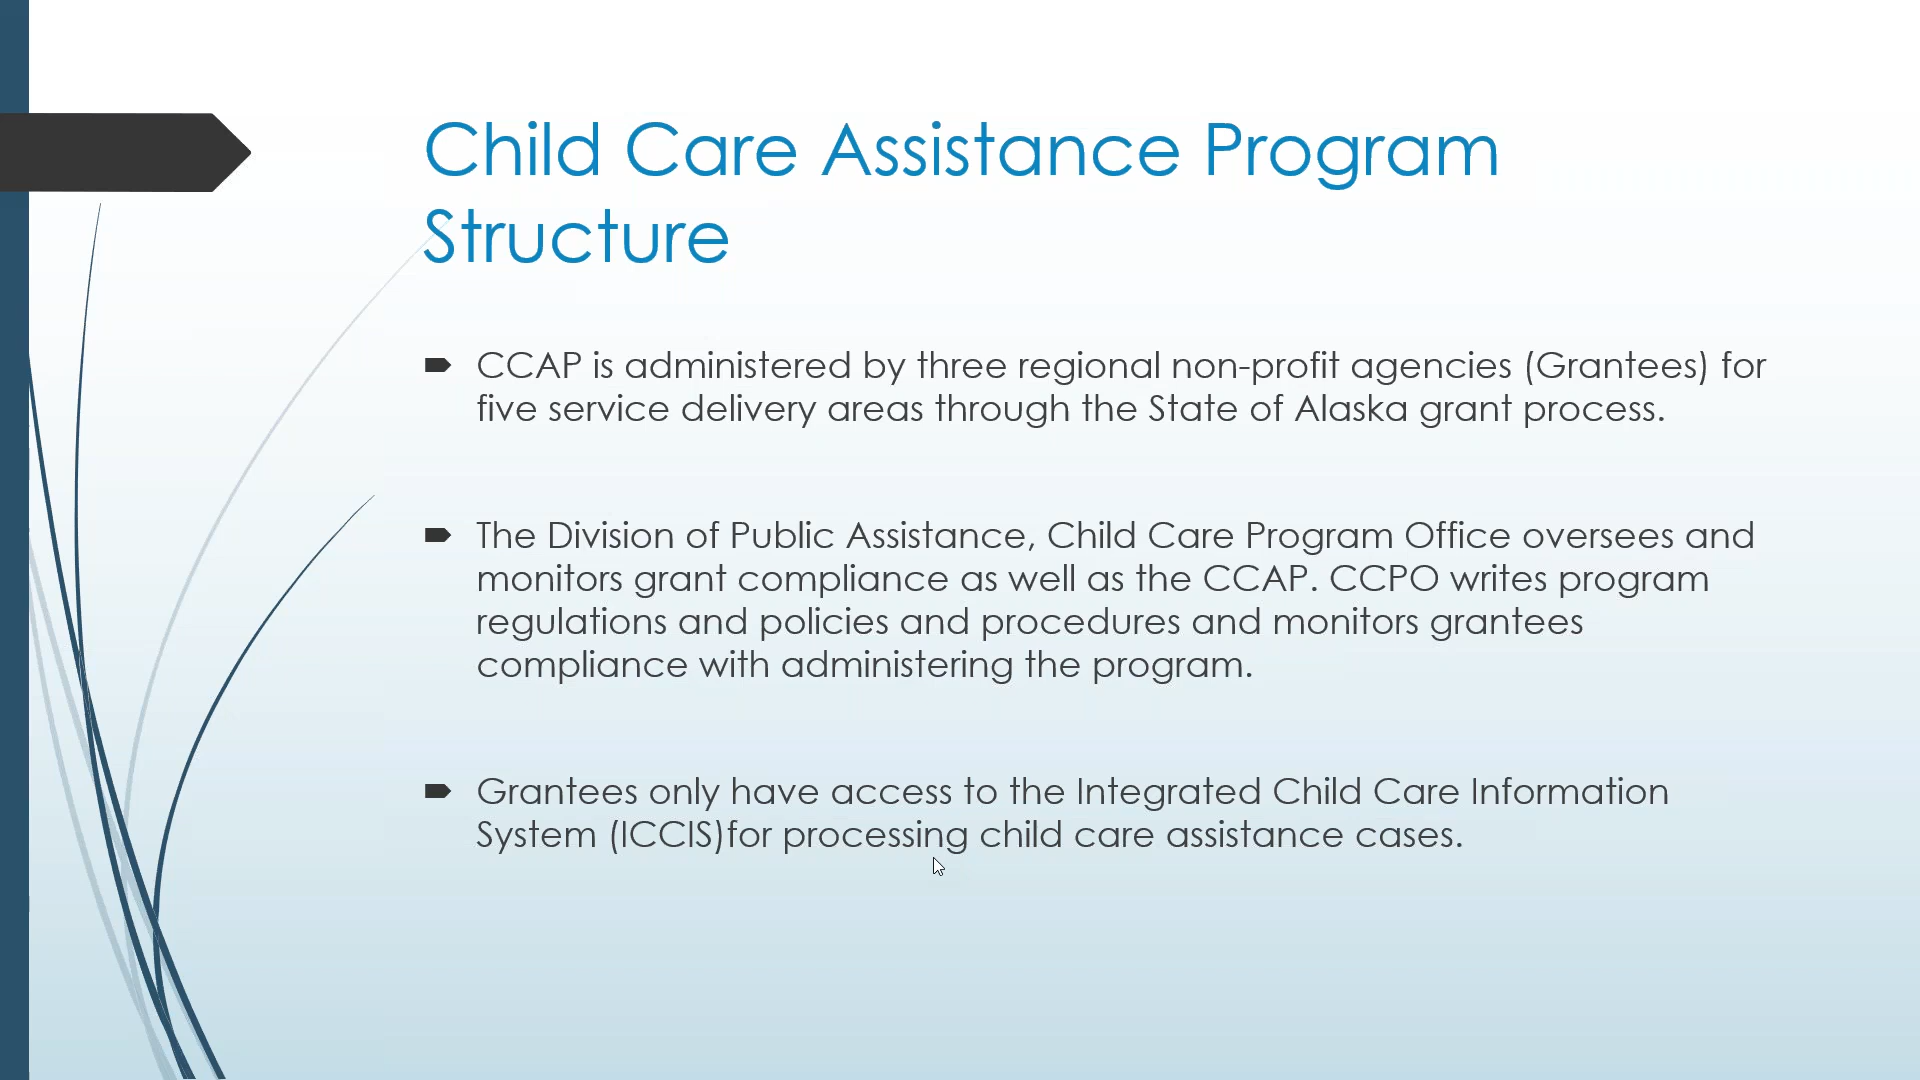 Child Care Assistance Program
Structure
CCAP is administered by three regional non-profit agencies (Grantees) for
five service delivery areas through the State of Alaska grant process.
The Division of Public Assistance, Child Care Program Office oversees and
monitors grant compliance as well as the CCAP. CCPO writes program
regulations and policies and procedures and monitors grantees
compliance with administering the program.
Grantees only have access to the Integrated Child Care Information
System (ICCIS)for processing child care assistance cases.